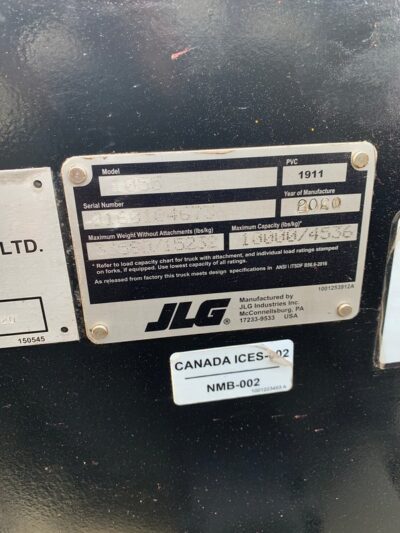 LTD.
150545
Model
1056
PVC
1911
Serial Number
Year of Manufacture
2020
Maximum Weight Without Attachments (lbs/kg)
Maximum Capacity (lbs/kg)*
10000/4536
* Refer to load capacity chart for truck with attachment, and individual load ratings stamped
on forks, if equipped. Use lowest capacity of all ratings.
As released from factory this truck meets design specifications in: ANSI / ITSDF B56.6-2016
1001253912A
JLG®
Manufactured by
JLG Industries Inc.
McConnellsburg, PA
17233-9533 USA
CANADA ICES-002
NMB-002